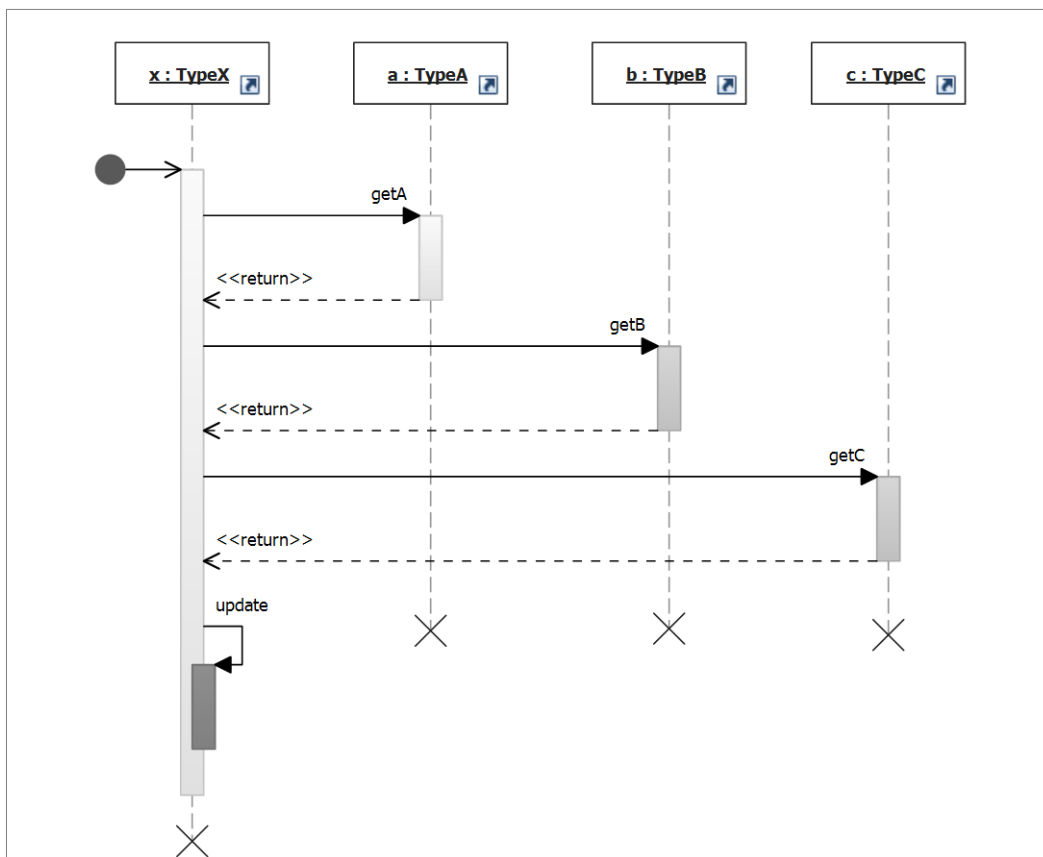 x : TypeX
a : TypeA
b : TypeB
c : TypeC
getA
<<return>>
getB
<<return>>
getC
<<return>>
update